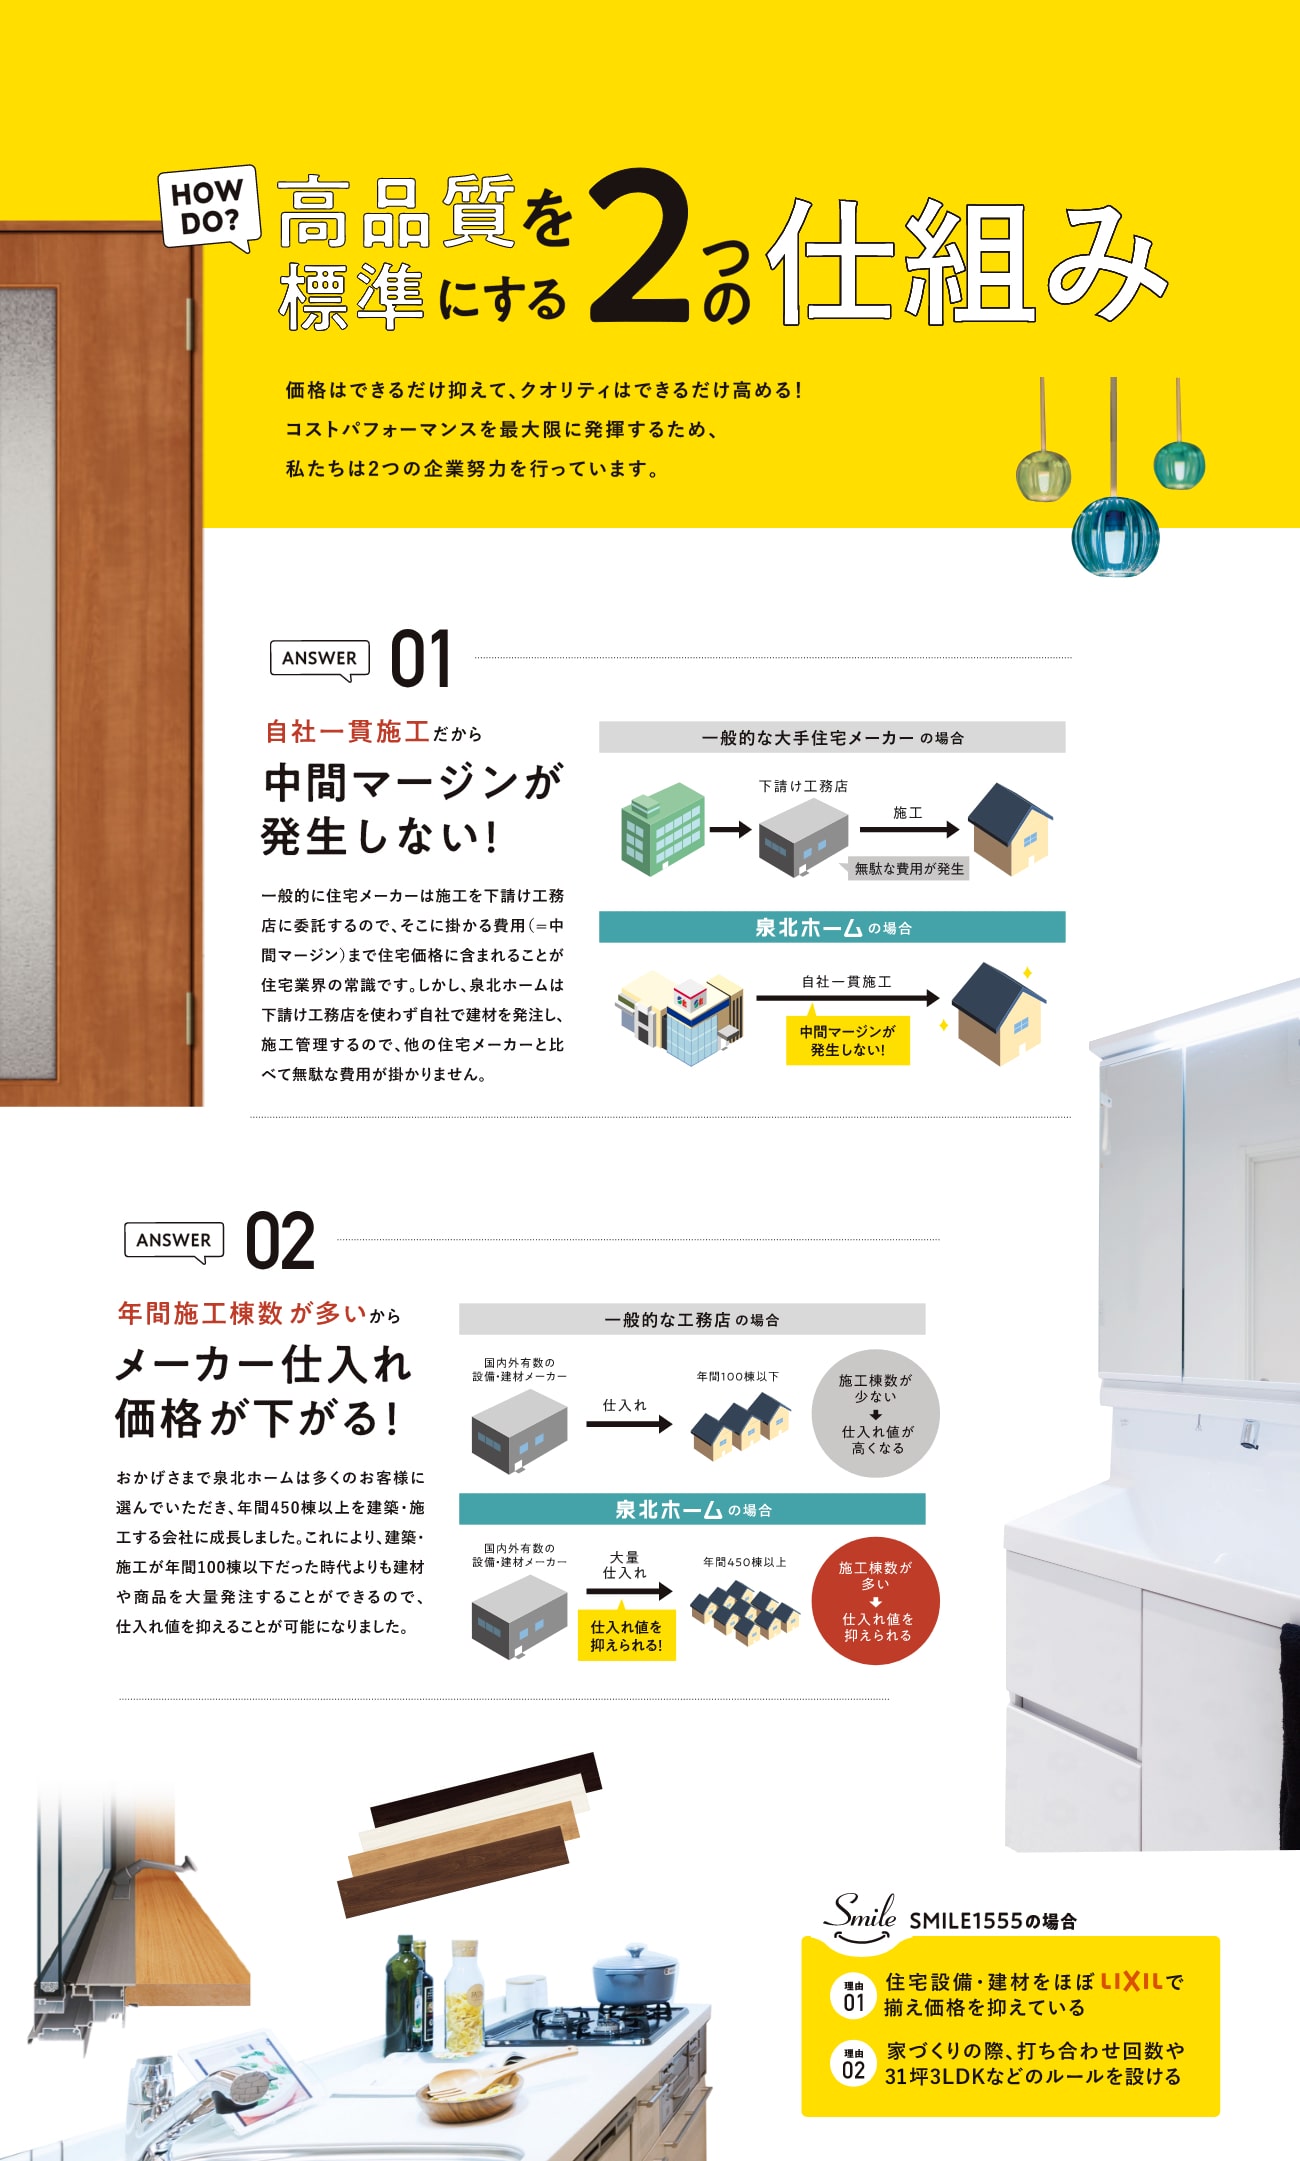 HOW
DO?
高品質を
標準にする
2つの仕組み
価格はできるだけ抑えて、クオリティはできるだけ高める！
コストパフォーマンスを最大限に発揮するため、
私たちは2つの企業努力を行っています。
ANSWER 01
自社一貫施工だから
中間マージンが
発生しない！
一般的に住宅メーカーは施工を下請け工務
店に委託するので、そこに掛かる費用（=中
間マージン）まで住宅価格に含まれることが
住宅業界の常識です。しかし、泉北ホームは
下請け工務店を使わず自社で建材を発注し、
施工管理するので、他の住宅メーカーと比
べて無駄な費用が掛かりません。
一般的な大手住宅メーカーの場合
下請け工務店
施工
無駄な費用が発生
泉北ホームの場合
自社一貫施工
中間マージンが
発生しない！
ANSWER 02
年間施工棟数が多いから
メーカー仕入れ
価格が下がる！
おかげさまで泉北ホームは多くのお客様に
選んでいただき、年間450棟以上を建築・施
工する会社に成長しました。これにより、建築・
施工が年間100棟以下だった時代よりも建材
や商品を大量発注することができるので、
仕入れ値を抑えることが可能になりました。
一般的な工務店の場合
国内外有数の
設備・建材メーカー
仕入れ
年間100棟以下
施工棟数が
少ない
仕入れ値が
高くなる
泉北ホームの場合
国内外有数の
設備・建材メーカー
大量
仕入れ
仕入れ値を
抑えられる！
年間450棟以上
施工棟数が
多い
仕入れ値を
抑えられる
Smile SMILE1555の場合
理由
01
住宅設備・建材をほぼLIXILで
揃え価格を抑えている
理由
02
家づくりの際、打ち合わせ回数や
31坪3LDKなどのルールを設ける